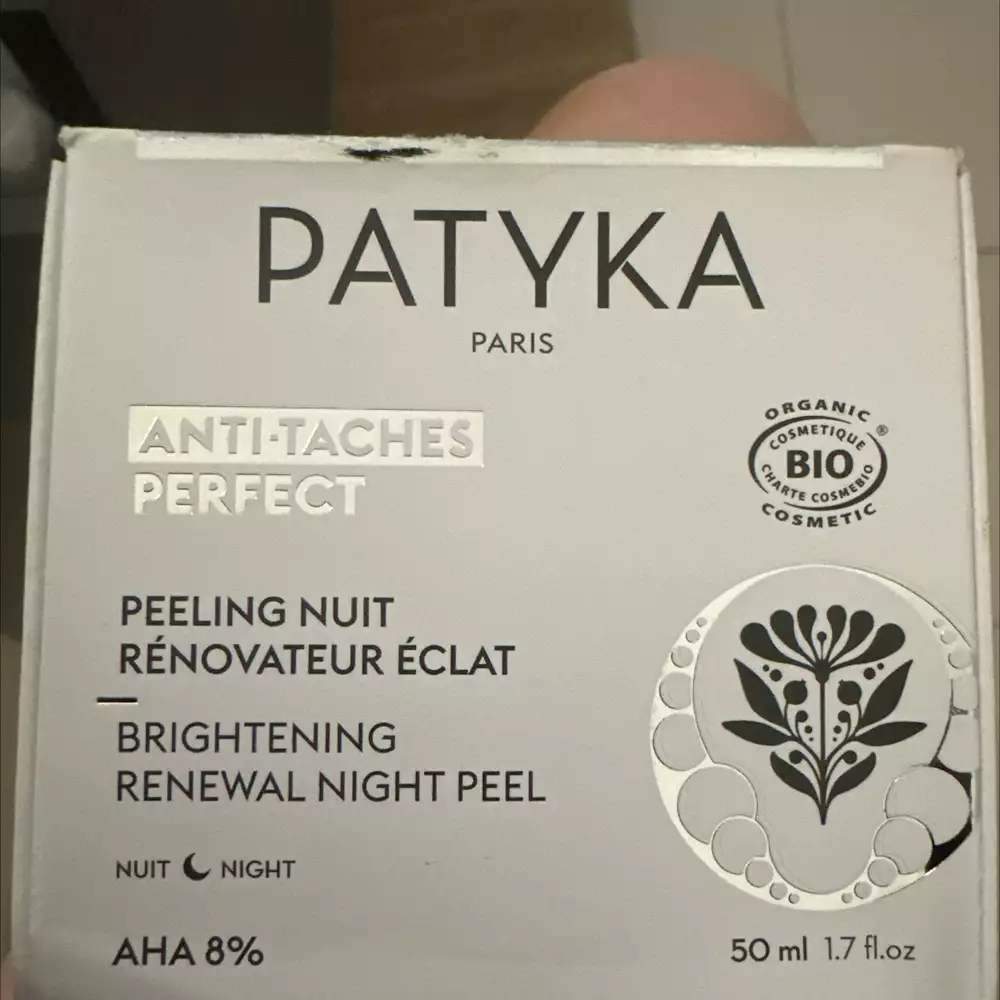 PATYKA
PARIS
ANTI-TACHES
PERFECT
ORGANIC
COSMETIQUE
BIO
CHARTE COSMEBIO
COSMETIC
®
PEELING NUIT
RÉNOVATEUR ÉCLAT
BRIGHTENING
RENEWAL NIGHT PEEL
NUIT NIGHT
AHA 8%
50 ml 1.7 fl.oz